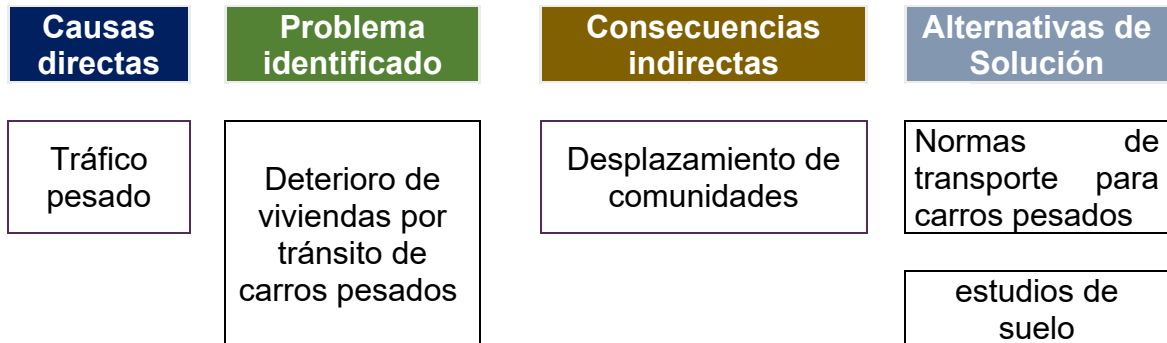 Causas
directas
Problema
identificado
Consecuencias
indirectas
Alternativas de
Solución
Tráfico
pesado
Deterioro de
viviendas por
tránsito de
carros pesados
Desplazamiento de
comunidades
Normas de
transporte para
carros pesados
estudios de
suelo